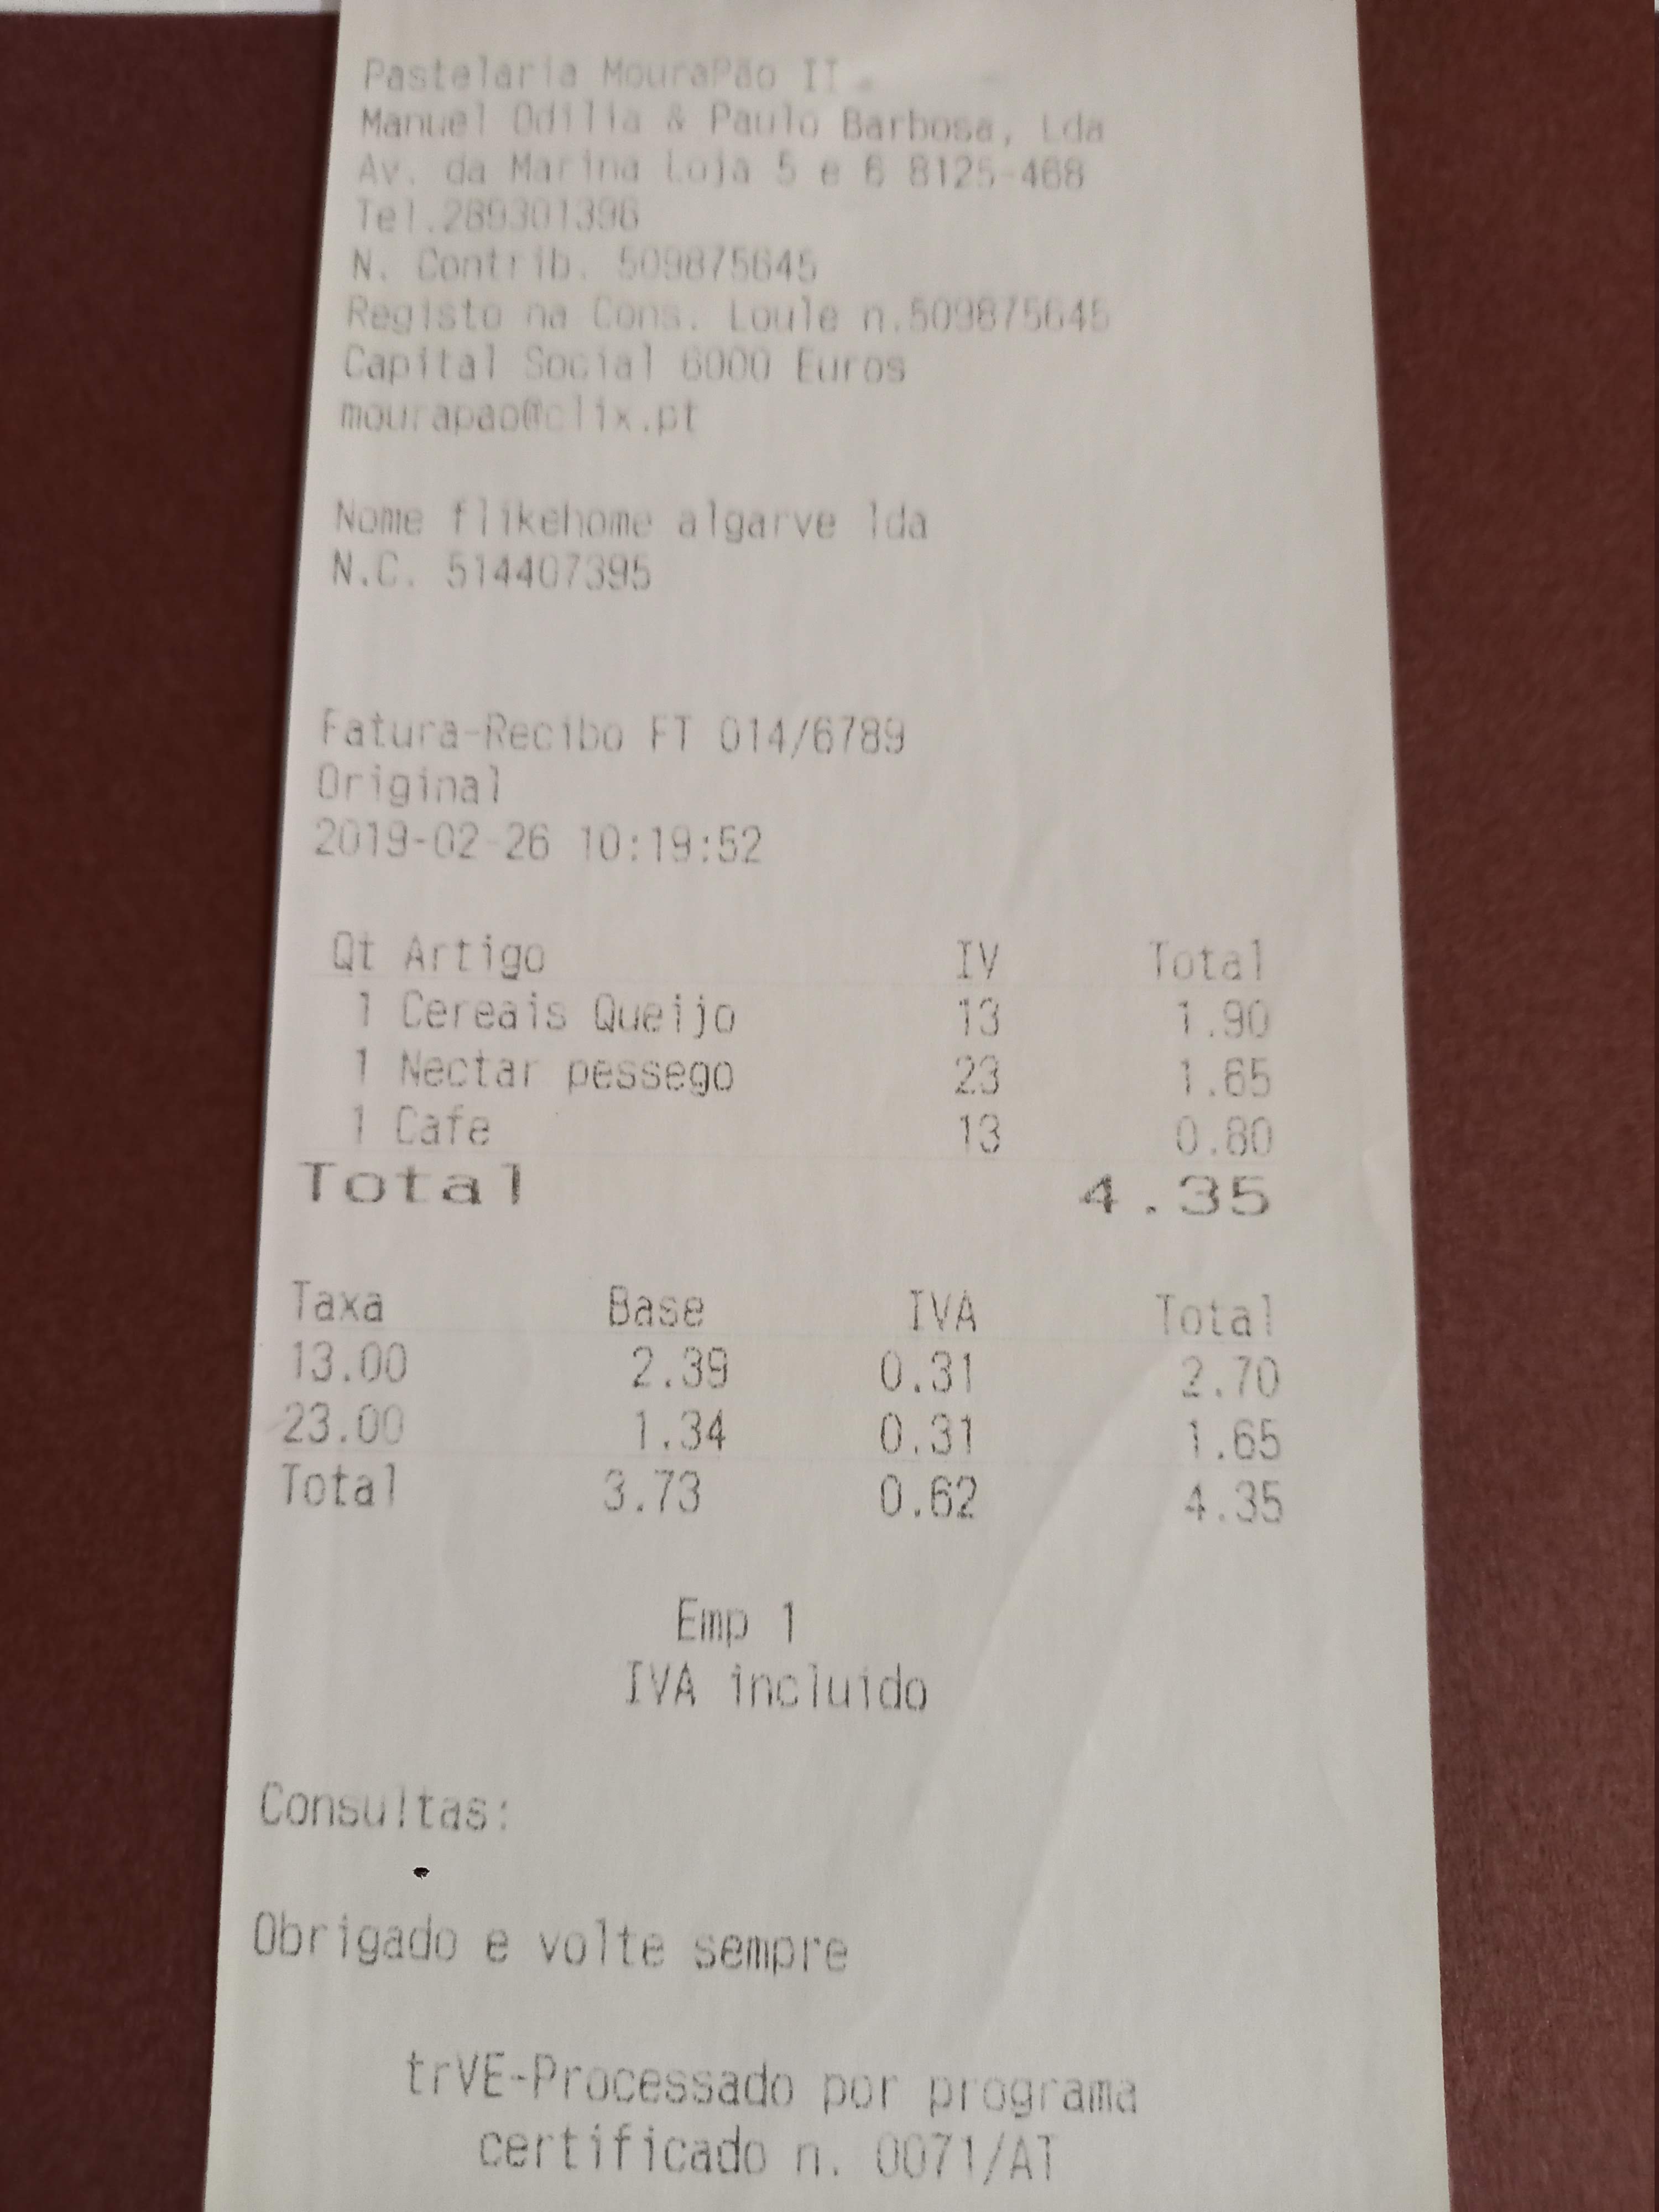 Pastelaria MouraPão II
Manuel Odilia & Paulo Barbosa, Lda
Av. da Marina Loja 5 e 6 8125-468
Tel.289301396
N. Contrib. 509875645
Registo na Cons. Loule n.509875645
Capital Social 6000 Euros
mourapao@clix.pt
Nome flikehome algarve lda
N.C. 514407395
Fatura-Recibo FT 014/6789
Original
2019-02-26 10:19:52
Qt Artigo IV Total
1 Cereais Queijo 13 1.90
1 Nectar pessego 23 1.65
1 Cafe 13 0.80
Total 4.35
Taxa Base IVA Total
13.00 2.39 0.31 2.70
23.00 1.34 0.31 1.65
Total 3.73 0.62 4.35
Emp 1
IVA incluido
Consultas:
Obrigado e volte sempre
trVE-Processado por programa
certificado n. 0071/AT